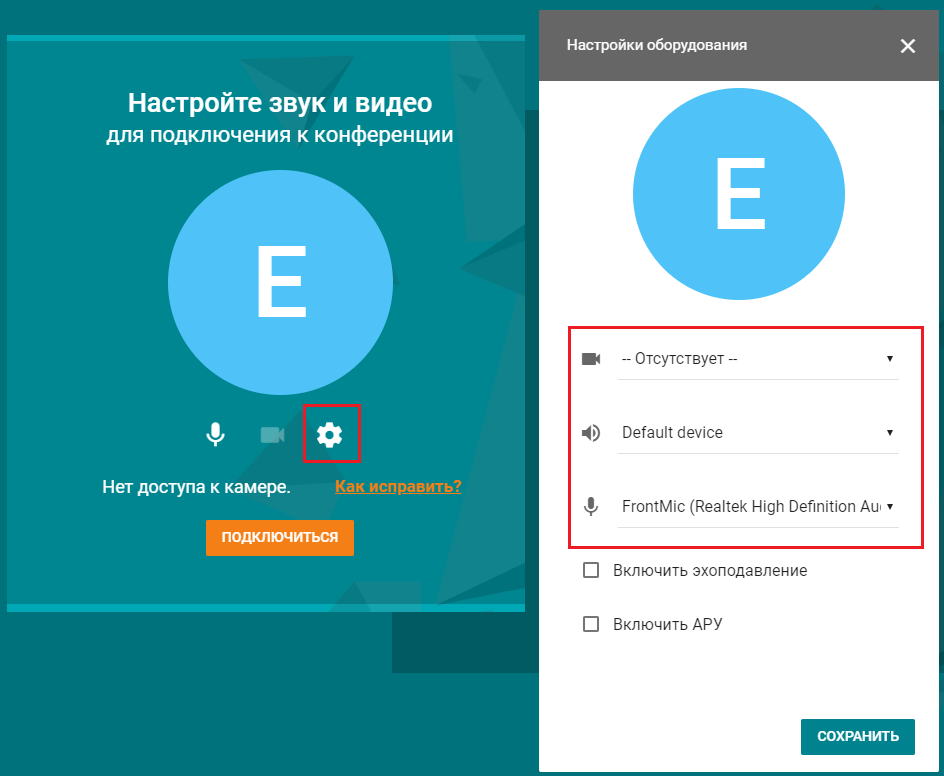 Настройте звук и видео
для подключения к конференции
E
Нет доступа к камере. Как исправить?
ПОДКЛЮЧИТЬСЯ
Настройки оборудования
E
-- Отсутствует --
Default device
FrontMic (Realtek High Definition Au
Включить эхоподавление
Включить АРУ
СОХРАНИТЬ